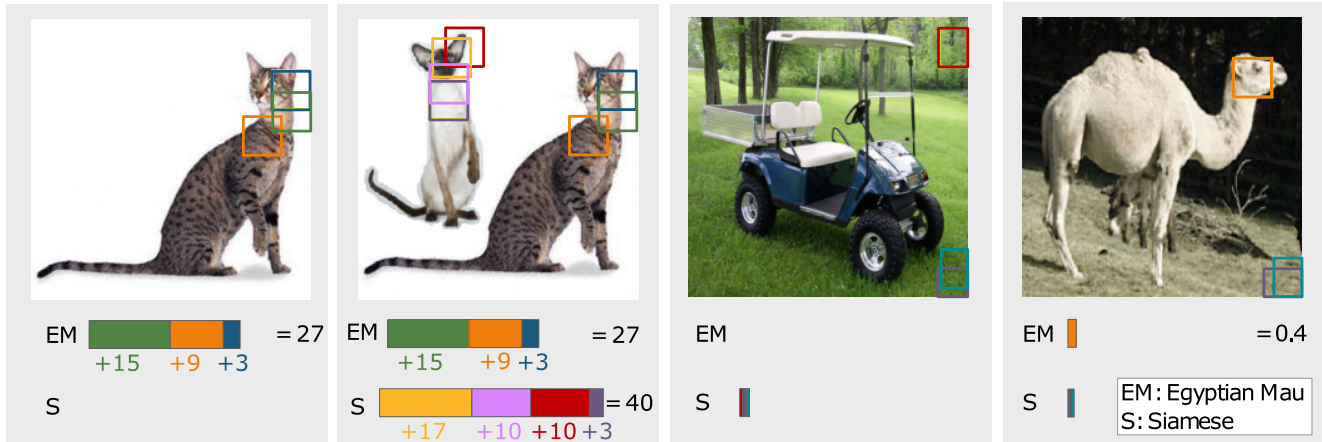 EM = 27
+15 +9 +3
S
EM = 27
+15 +9 +3
S = 40
+17 +10 +10 +3
EM
S
EM = 0.4
S
EM: Egyptian Mau
S: Siamese